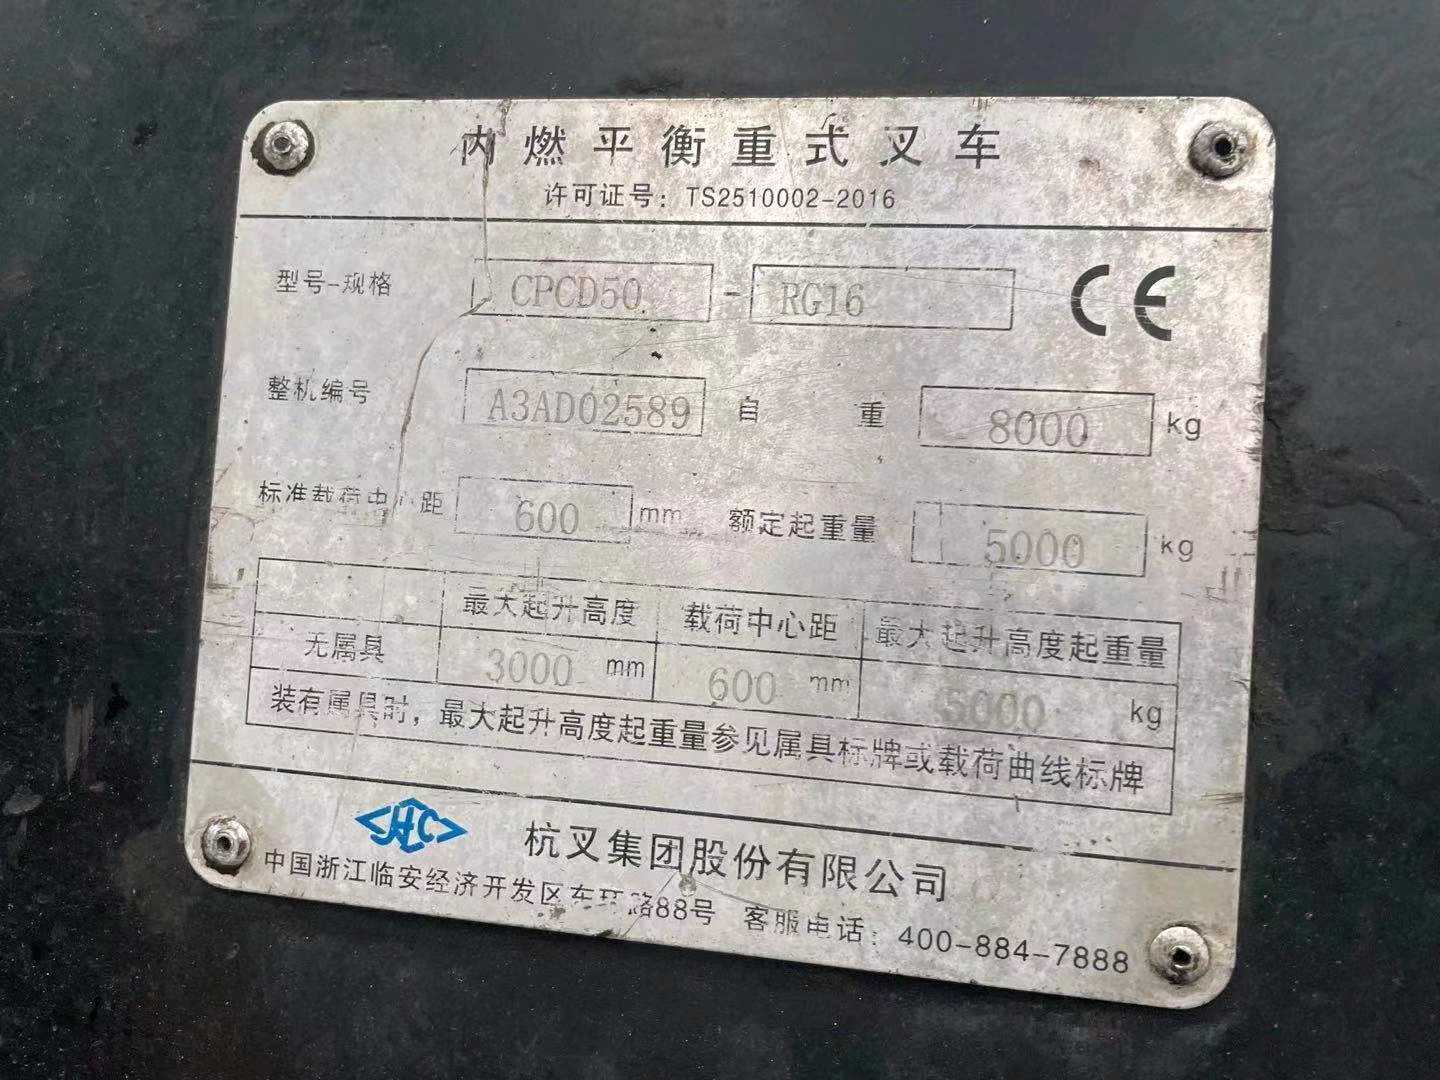 内燃平衡重式叉车
许可证号：TS2510002-2016
型号-规格 CPCD50 - RG16 CE
整机编号 A3AD02589 自重 8000 kg
标准载荷中心距 600 mm 额定起重量 5000 kg
最大起升高度 载荷中心距 最大起升高度起重量
无属具 3000 mm 600 mm 5000 kg
装有属具时，最大起升高度起重量参见属具标牌或载荷曲线标牌
HC 杭叉集团股份有限公司
中国浙江临安经济开发区东环路88号 客服电话：400-884-7888